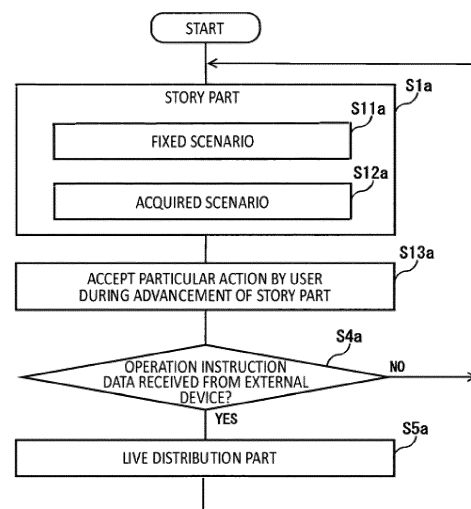 START
S1a
STORY PART
S11a
FIXED SCENARIO
S12a
ACQUIRED SCENARIO
S13a
ACCEPT PARTICULAR ACTION BY USER
DURING ADVANCEMENT OF STORY PART
S4a
OPERATION INSTRUCTION
DATA RECEIVED FROM EXTERNAL
DEVICE?
NO
YES
S5a
LIVE DISTRIBUTION PART